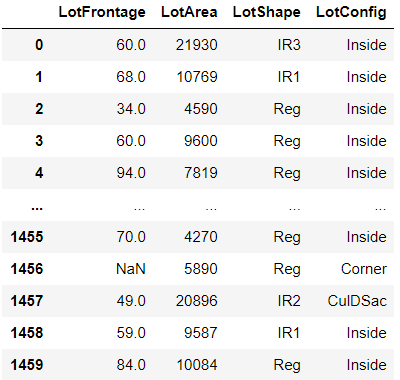 LotFrontage LotArea LotShape LotConfig
0 60.0 21930 IR3 Inside
1 68.0 10769 IR1 Inside
2 34.0 4590 Reg Inside
3 60.0 9600 Reg Inside
4 94.0 7819 Reg Inside
... ... ... ... ...
1455 70.0 4270 Reg Inside
1456 NaN 5890 Reg Corner
1457 49.0 20896 IR2 CulDSac
1458 59.0 9587 IR1 Inside
1459 84.0 10084 Reg Inside